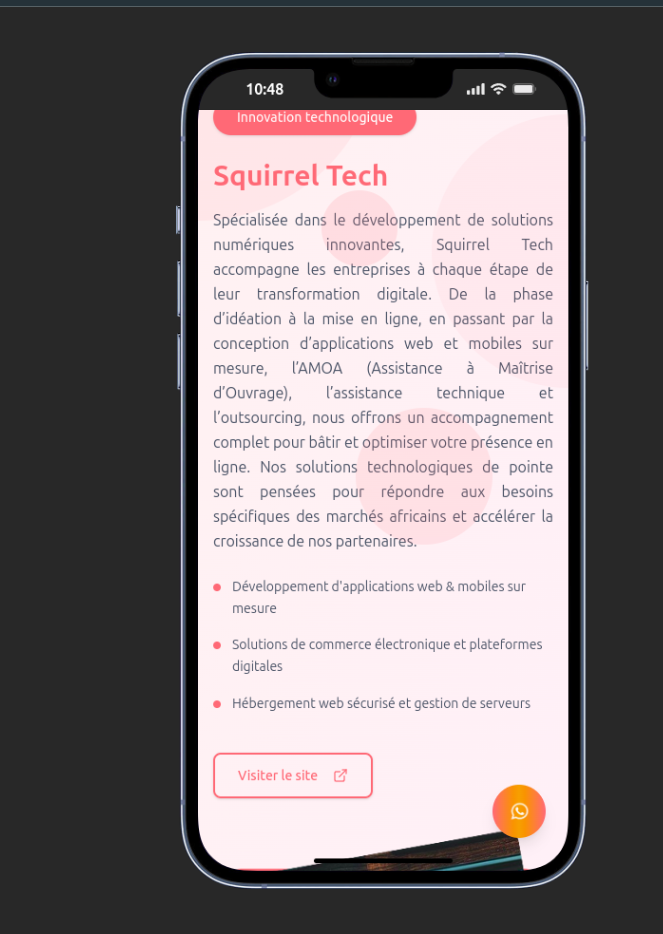 10:48
Innovation technologique
Squirrel Tech
Spécialisée dans le développement de solutions
numériques innovantes, Squirrel Tech
accompagne les entreprises à chaque étape de
leur transformation digitale. De la phase
d’idéation à la mise en ligne, en passant par la
conception d’applications web et mobiles sur
mesure, l’AMOA (Assistance à Maîtrise
d’Ouvrage), l’assistance technique et
l’outsourcing, nous offrons un accompagnement
complet pour bâtir et optimiser votre présence en
ligne. Nos solutions technologiques de pointe
sont pensées pour répondre aux besoins
spécifiques des marchés africains et accélérer la
croissance de nos partenaires.
Développement d'applications web & mobiles sur
mesure
Solutions de commerce électronique et plateformes
digitales
Hébergement web sécurisé et gestion de serveurs
Visiter le site